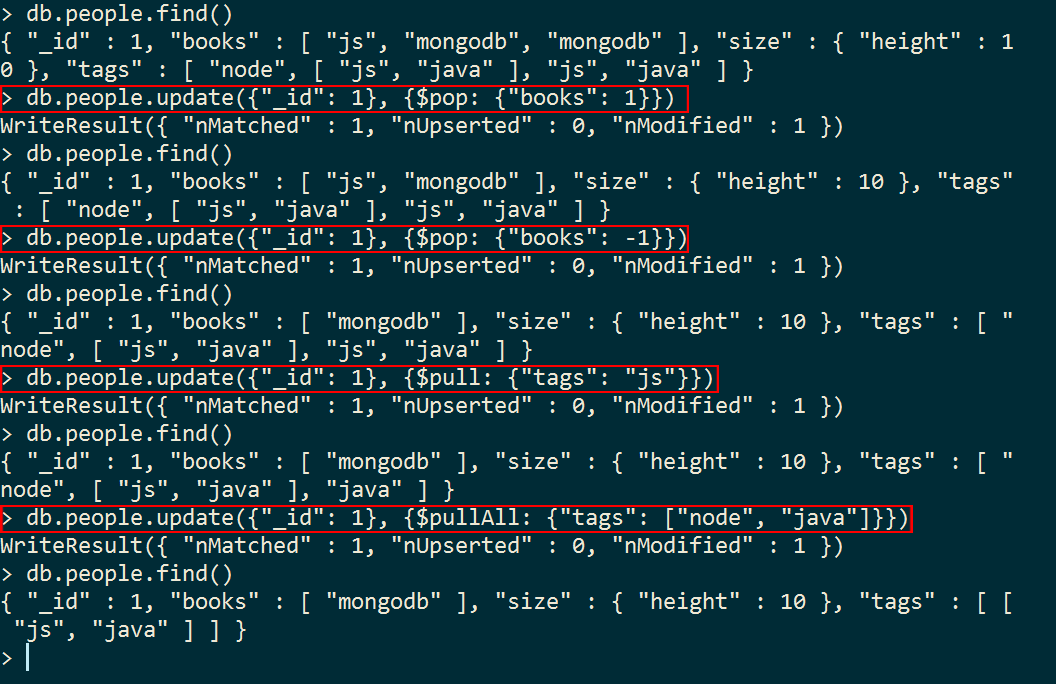 > db.people.find()
{ "_id" : 1, "books" : [ "js", "mongodb", "mongodb" ], "size" : { "height" : 1
0 }, "tags" : [ "node", [ "js", "java" ], "js", "java" ] }
> db.people.update({"_id": 1}, {$pop: {"books": 1}})
WriteResult({ "nMatched" : 1, "nUpserted" : 0, "nModified" : 1 })
> db.people.find()
{ "_id" : 1, "books" : [ "js", "mongodb" ], "size" : { "height" : 10 }, "tags"
 : [ "node", [ "js", "java" ], "js", "java" ] }
> db.people.update({"_id": 1}, {$pop: {"books": -1}})
WriteResult({ "nMatched" : 1, "nUpserted" : 0, "nModified" : 1 })
> db.people.find()
{ "_id" : 1, "books" : [ "mongodb" ], "size" : { "height" : 10 }, "tags" : [ "
node", [ "js", "java" ], "js", "java" ] }
> db.people.update({"_id": 1}, {$pull: {"tags": "js"}})
WriteResult({ "nMatched" : 1, "nUpserted" : 0, "nModified" : 1 })
> db.people.find()
{ "_id" : 1, "books" : [ "mongodb" ], "size" : { "height" : 10 }, "tags" : [ "
node", [ "js", "java" ], "java" ] }
> db.people.update({"_id": 1}, {$pullAll: {"tags": ["node", "java"]}})
WriteResult({ "nMatched" : 1, "nUpserted" : 0, "nModified" : 1 })
> db.people.find()
{ "_id" : 1, "books" : [ "mongodb" ], "size" : { "height" : 10 }, "tags" : [ [
 "js", "java" ] ] }
>